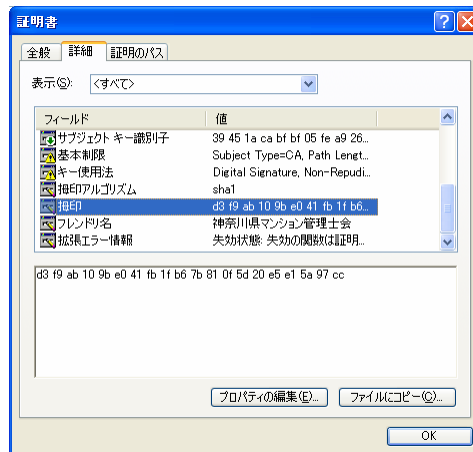 証明書
全般 詳細 証明のパス
表示(S): <すべて>
フィールド 値
サブジェクト キー識別子 39 45 1a ca bf bf 05 fe a9 26...
基本制限 Subject Type=CA, Path Lengt...
キー使用法 Digital Signature, Non-Repudi...
拇印アルゴリズム sha1
拇印 d3 f9 ab 10 9b e0 41 fb 1f b6...
フレンドリ名 神奈川県マンション管理士会
拡張エラー情報 失効状態: 失効の関数は証明...
d3 f9 ab 10 9b e0 41 fb 1f b6 7b 81 0f 5d 20 e5 e1 5a 97 cc
プロパティの編集(E)... ファイルにコピー(C)...
OK